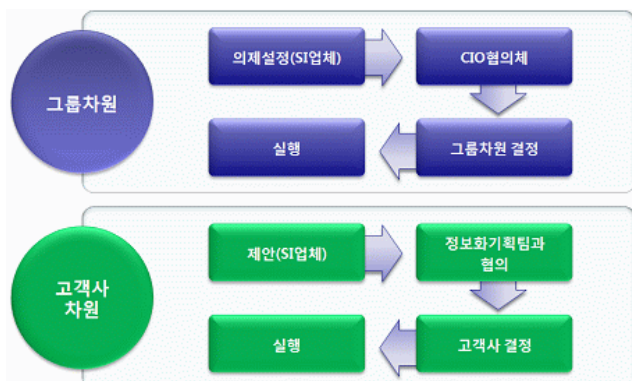 그룹차원
의제설정(SI업체)
CIO협의체
그룹차원 결정
실행
고객사
차원
제안(SI업체)
정보화기획팀과
협의
고객사 결정
실행